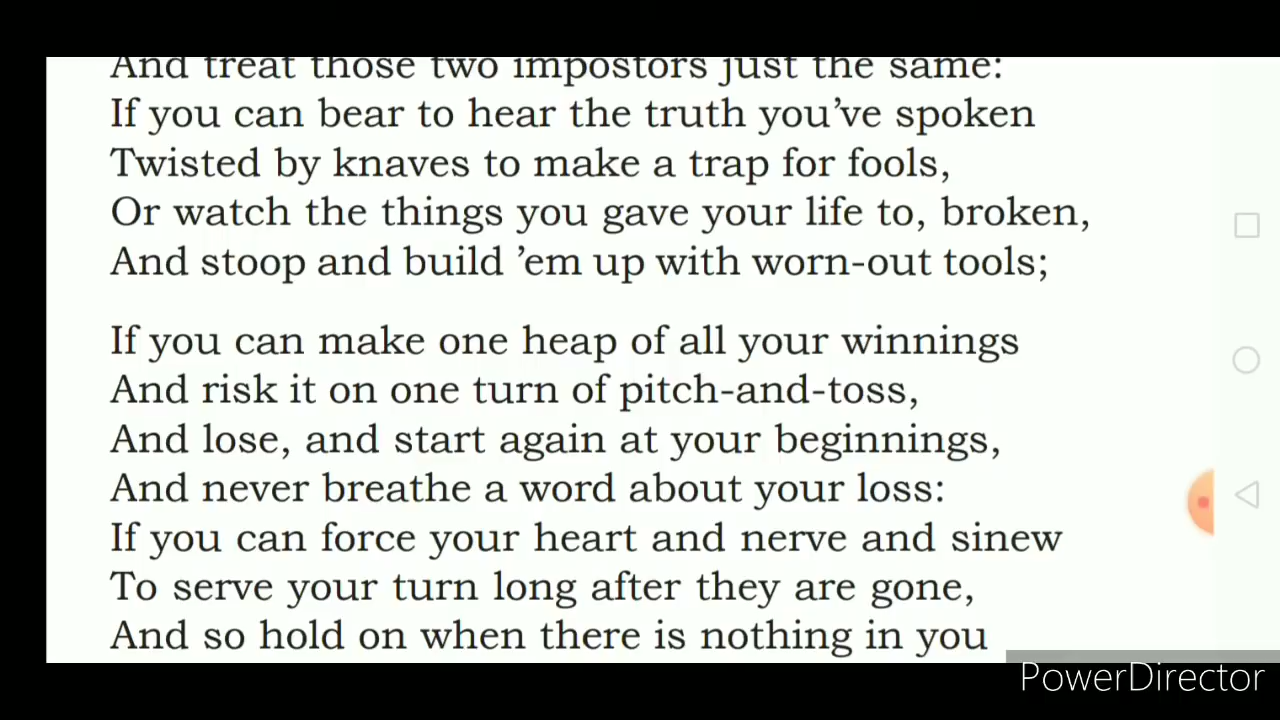 And treat those two impostors just the same:
If you can bear to hear the truth you’ve spoken
Twisted by knaves to make a trap for fools,
Or watch the things you gave your life to, broken,
And stoop and build ’em up with worn-out tools;
If you can make one heap of all your winnings
And risk it on one turn of pitch-and-toss,
And lose, and start again at your beginnings,
And never breathe a word about your loss:
If you can force your heart and nerve and sinew
To serve your turn long after they are gone,
And so hold on when there is nothing in you
PowerDirector